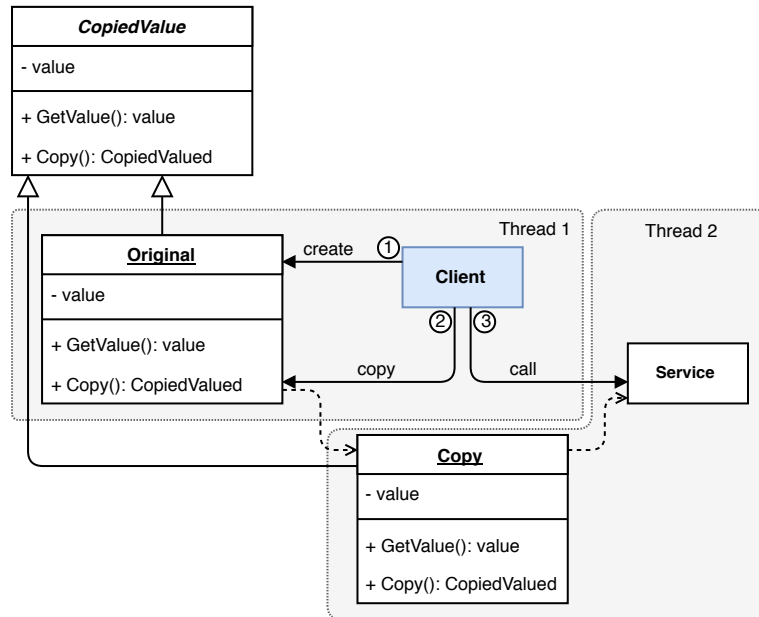 CopiedValue
- value
+ GetValue(): value
+ Copy(): CopiedValued
Thread 1
Thread 2
Original
- value
+ GetValue(): value
+ Copy(): CopiedValued
create
1
Client
2
3
copy
call
Service
Copy
- value
+ GetValue(): value
+ Copy(): CopiedValued